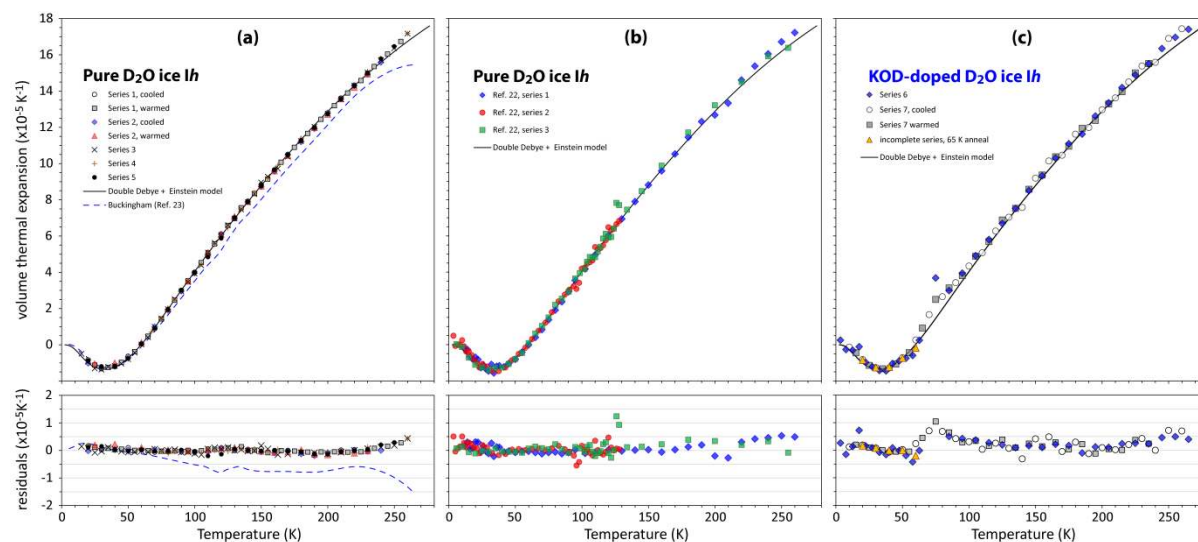 (a)
Pure D₂O ice Ih
Series 1, cooled
Series 1, warmed
Series 2, cooled
Series 2, warmed
Series 3
Series 4
Series 5
Double Debye + Einstein model
Buckingham (Ref. 23)
(b)
Pure D₂O ice Ih
Ref. 22, series 1
Ref. 22, series 2
Ref. 22, series 3
Double Debye + Einstein model
(c)
KOD-doped D₂O ice Ih
Series 6
Series 7, cooled
Series 7 warmed
incomplete series, 65 K anneal
Double Debye + Einstein model
volume thermal expansion (x10⁻⁵ K⁻¹)
18
16
14
12
10
8
6
4
2
0
residuals (x10⁻⁵K⁻¹)
2
1
0
-1
-2
0 50 100 150 200 250
0 50 100 150 200 250
0 50 100 150 200 250
Temperature (K)
Temperature (K)
Temperature (K)